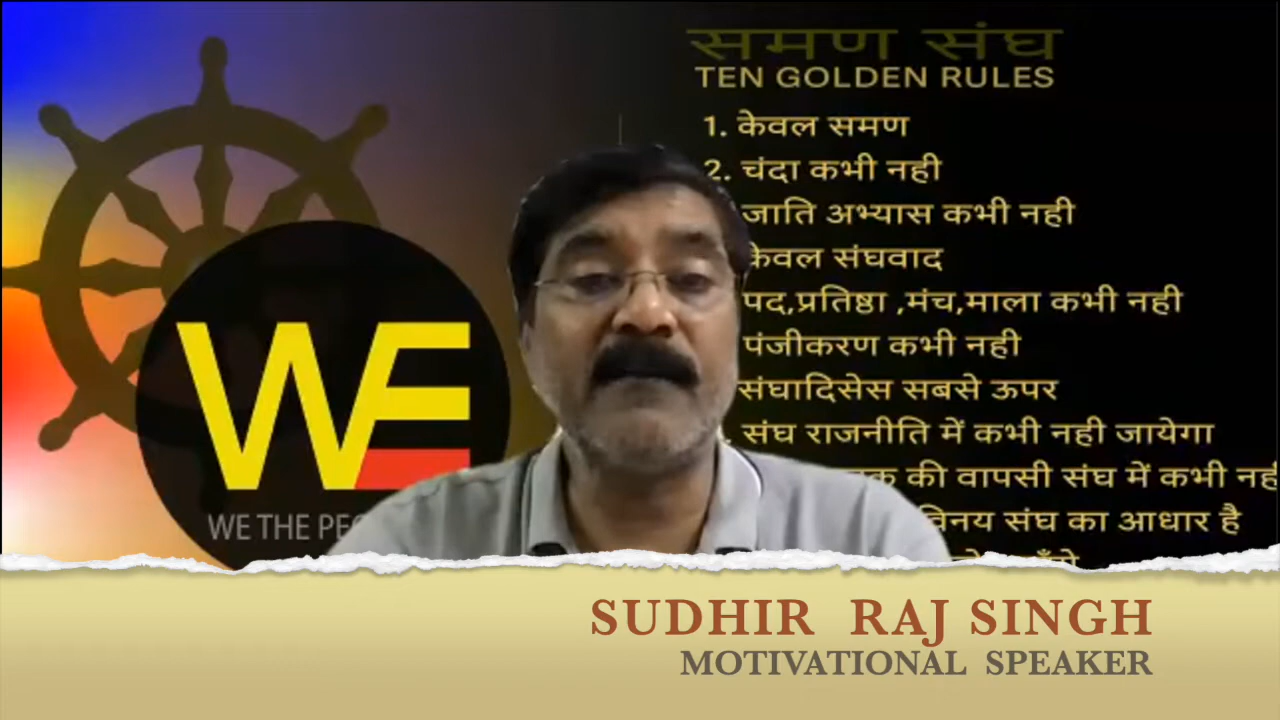 समण संघ
TEN GOLDEN RULES
1. केवल समण
2. चंदा कभी नही
जाति अभ्यास कभी नही
केवल संघवाद
पद,प्रतिष्ठा ,मंच,माला कभी नही
पंजीकरण कभी नही
संघादिसेस सबसे ऊपर
संघ राजनीति में कभी नही जायेगा
की वापसी संघ में कभी नही
विनय संघ का आधार है
WE
WE THE
SUDHIR RAJ SINGH
MOTIVATIONAL SPEAKER